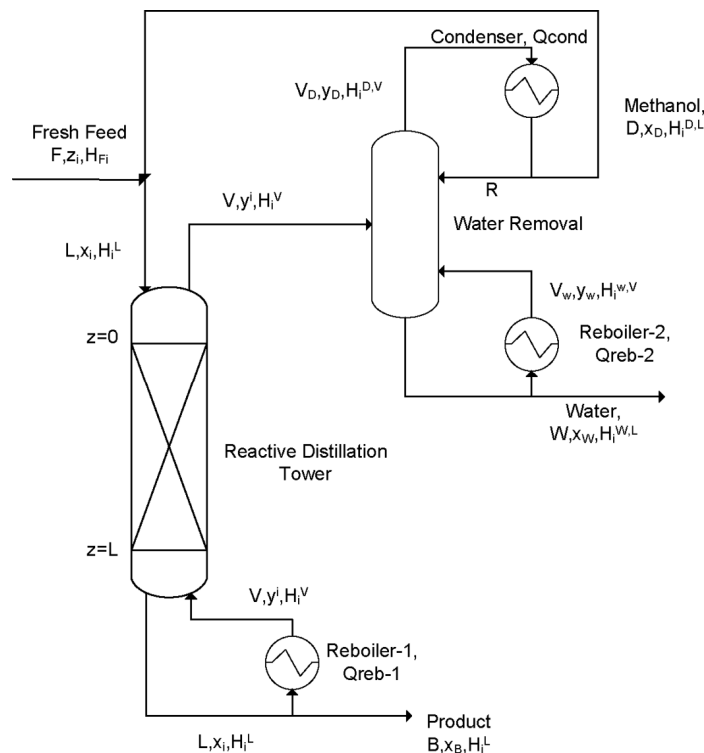 Condenser, Qcond
V_D,y_D,H_i^D,V
Methanol,
D,x_D,H_i^D,L
Fresh Feed
F,z_i,H_Fi
R
V,y^i,H_i^V
Water Removal
L,x_i,H_i^L
V_w,y_w,H_i^w,V
z=0
Reboiler-2,
Qreb-2
Water,
W,x_W,H_i^W,L
Reactive Distillation
Tower
z=L
V,y^i,H_i^V
Reboiler-1,
Qreb-1
Product
B,x_B,H_i^L
L,x_i,H_i^L